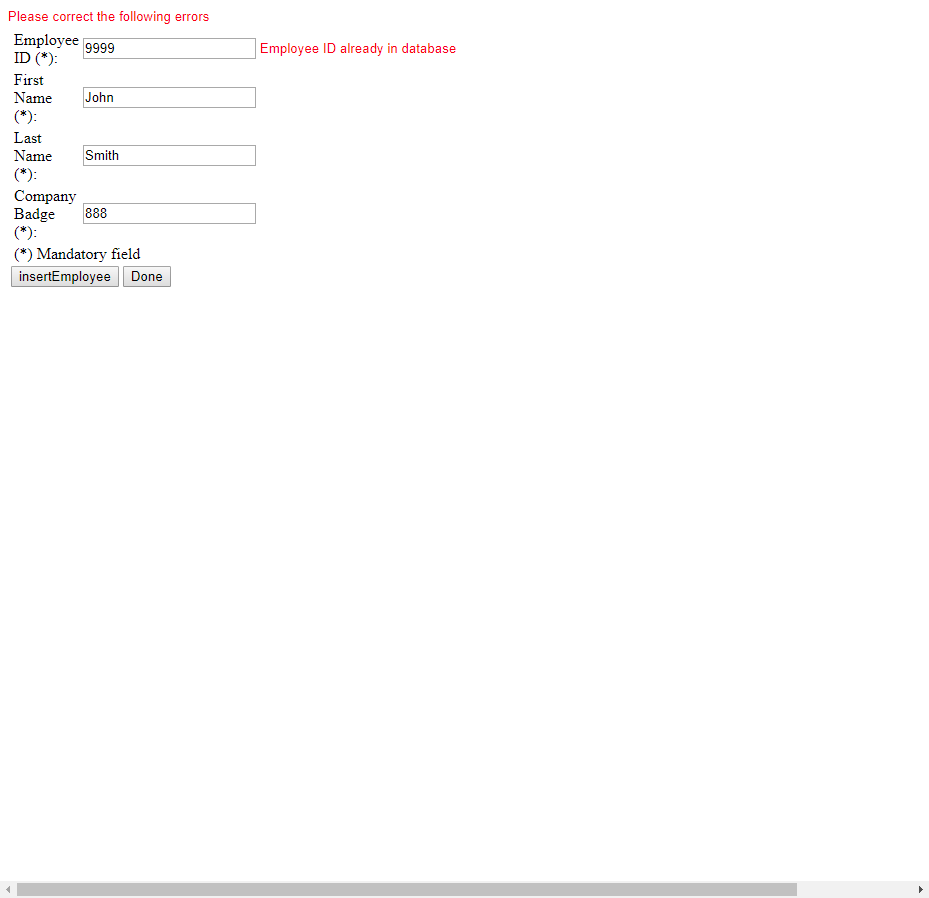 Please correct the following errors
Employee
ID (*):
9999
Employee ID already in database
First
Name
(*):
John
Last
Name
(*):
Smith
Company
Badge
(*):
888
(*) Mandatory field
insertEmployee
Done